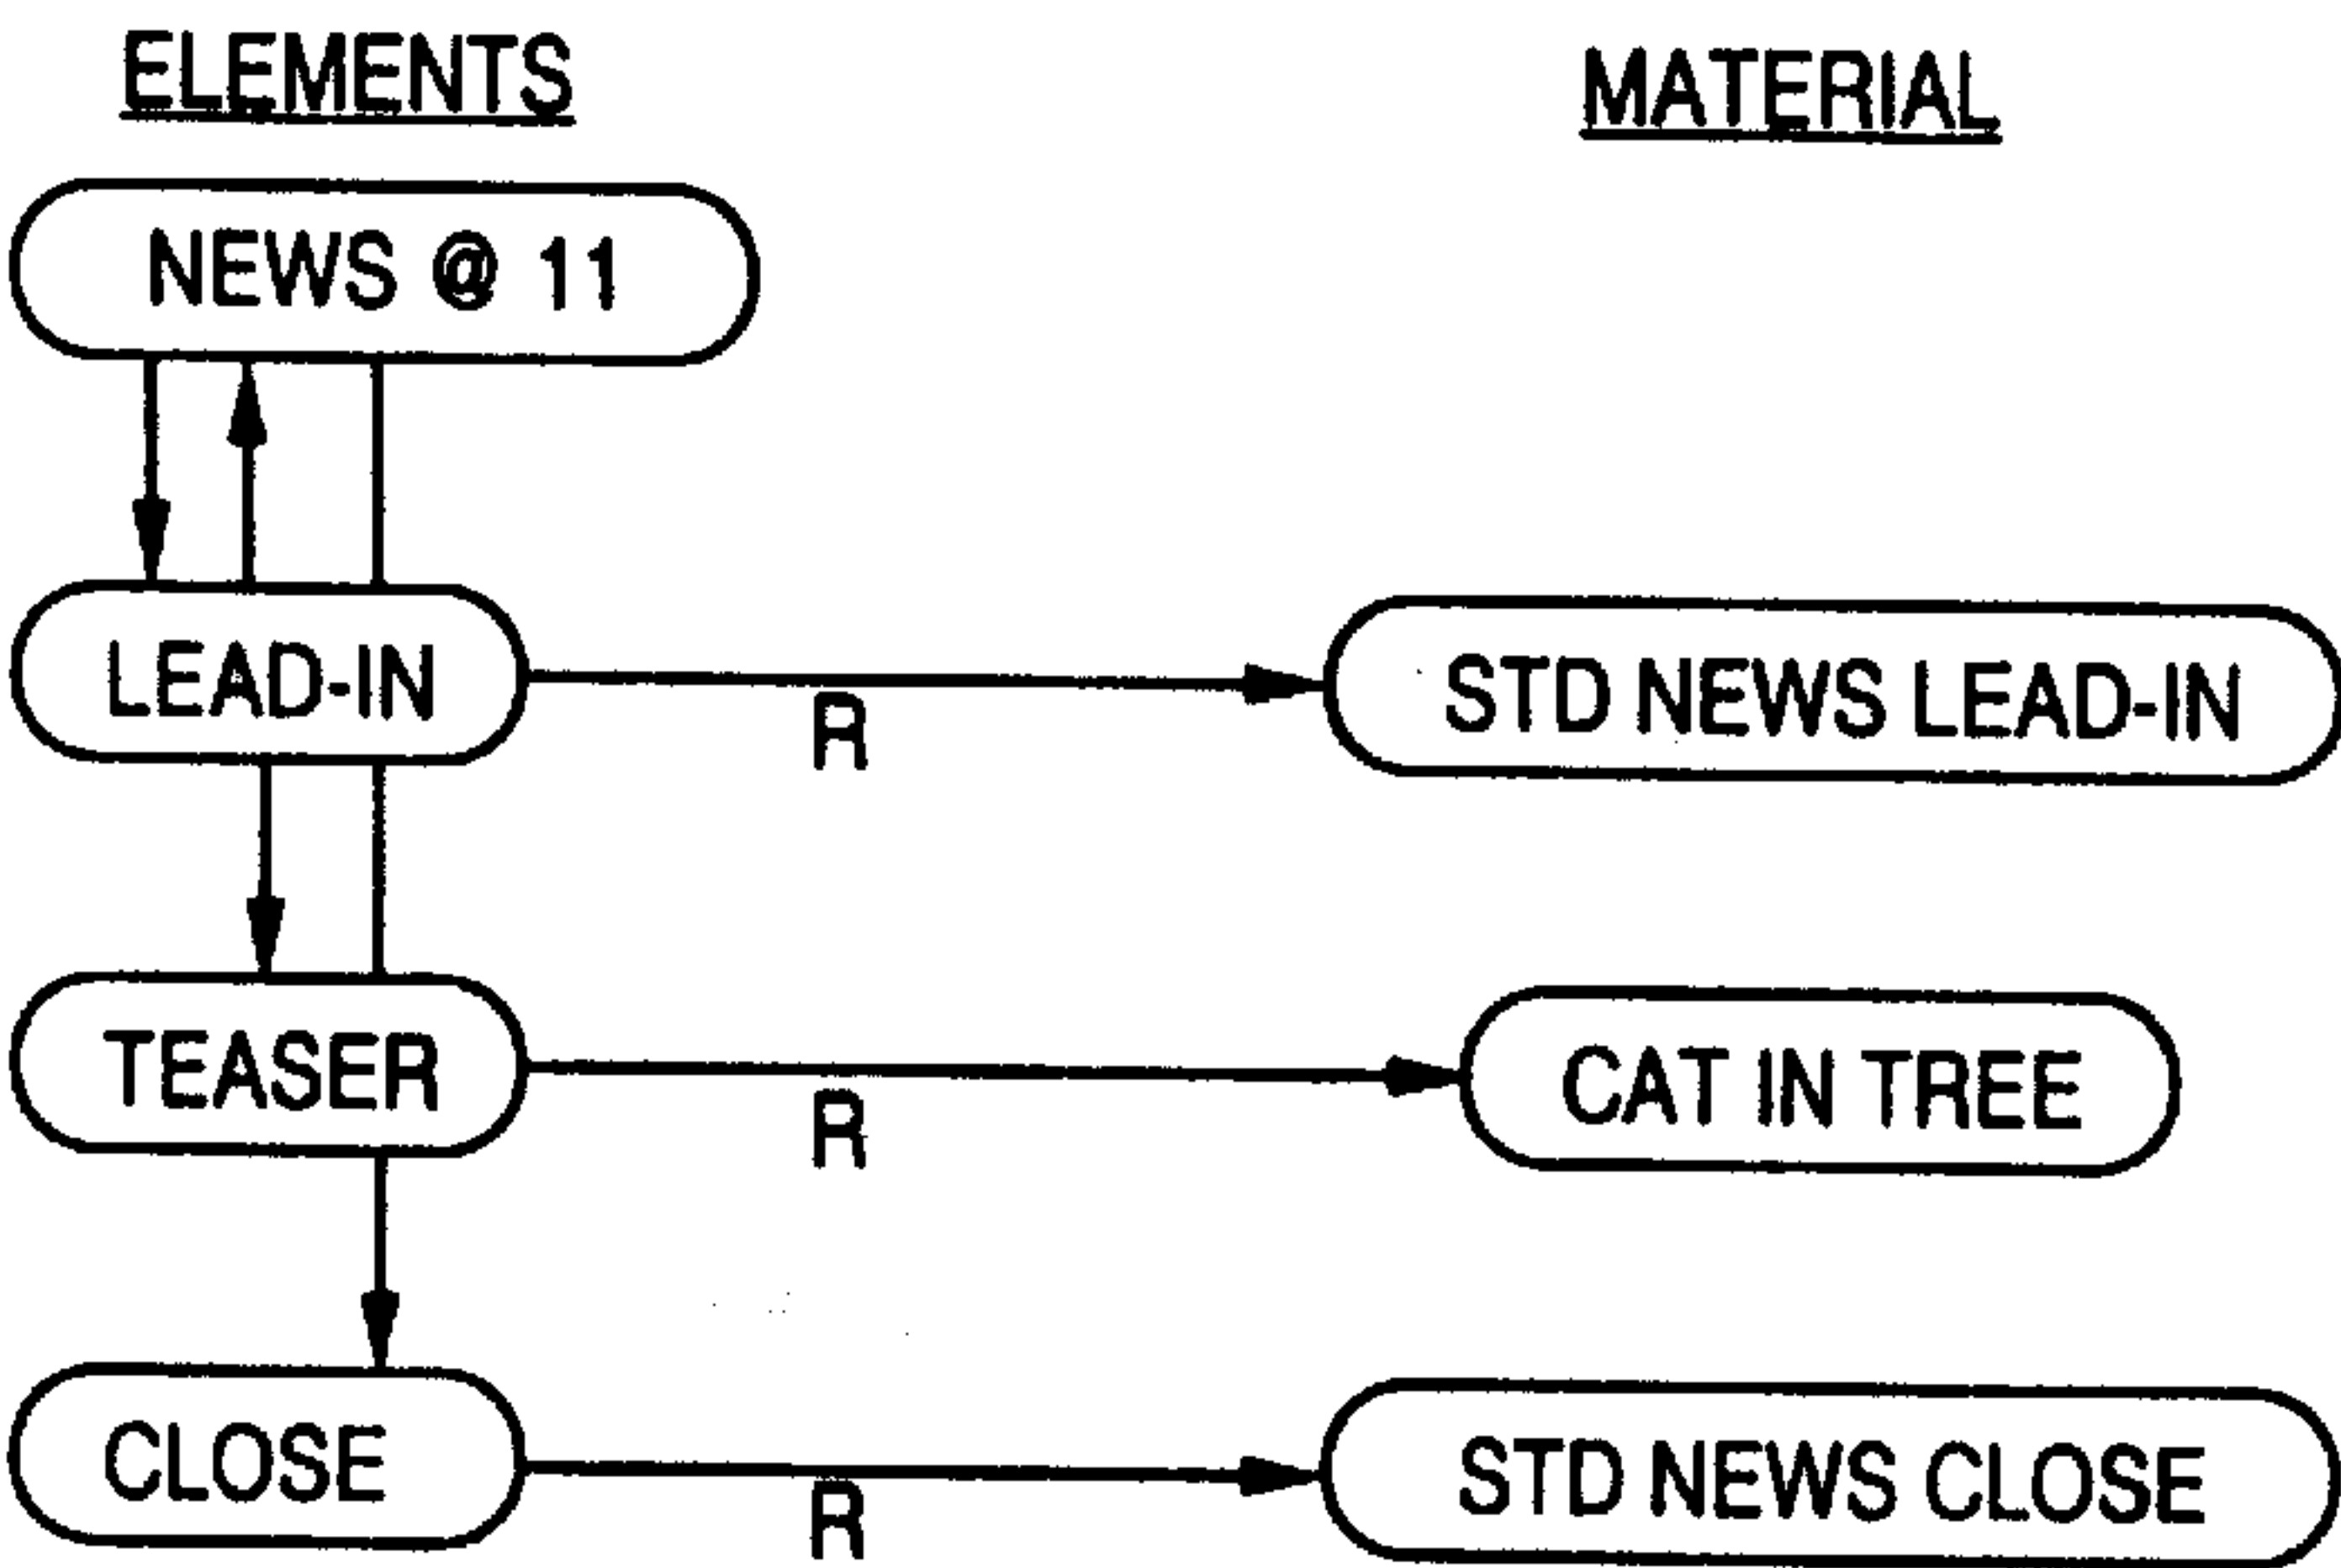 ELEMENTS
MATERIAL
NEWS @ 11
LEAD-IN
R
STD NEWS LEAD-IN
TEASER
R
CAT IN TREE
CLOSE
R
STD NEWS CLOSE